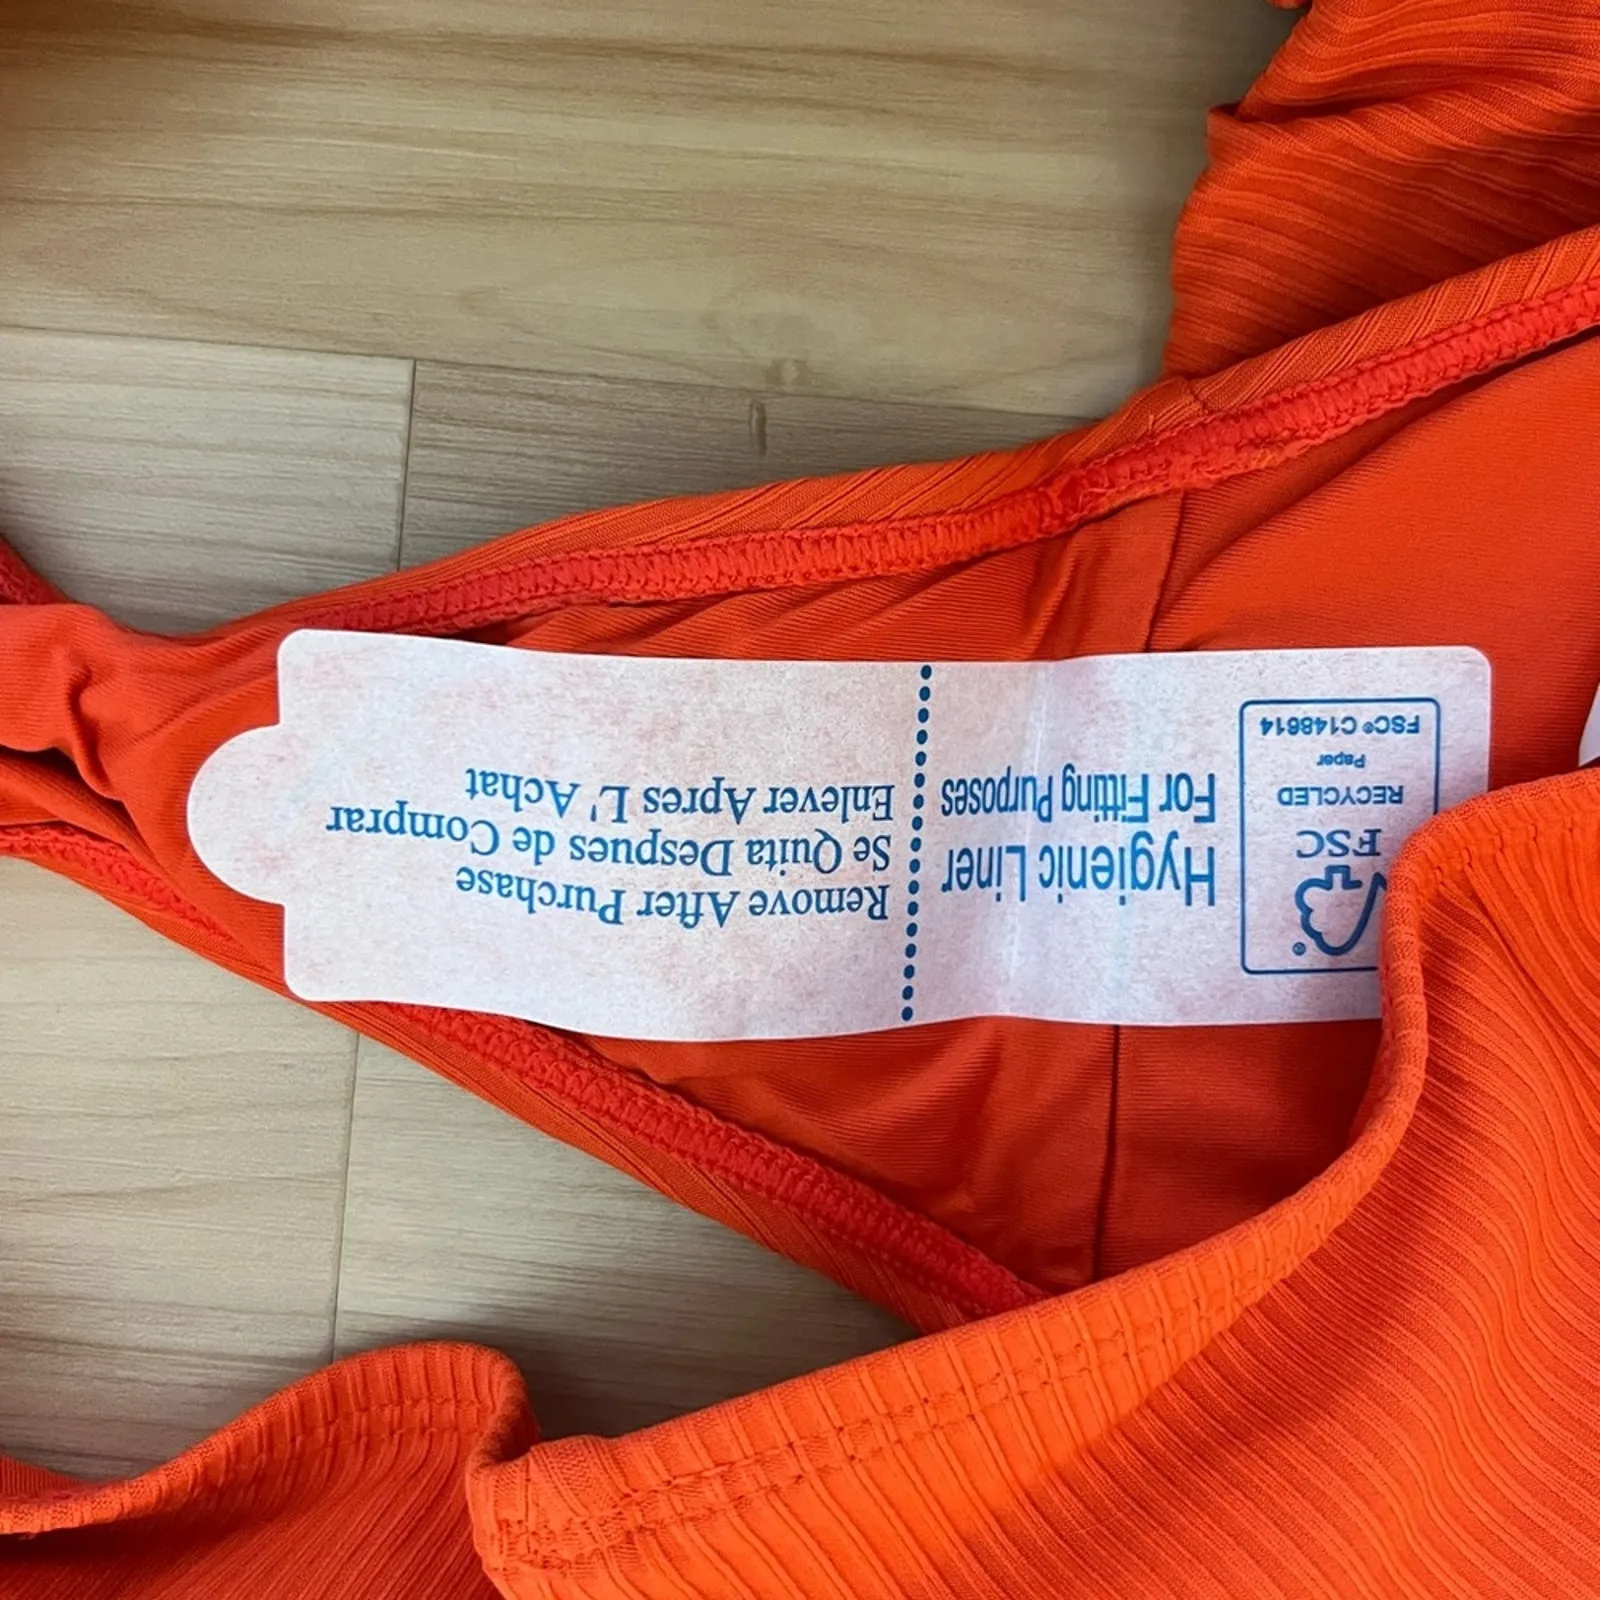 Hygienic Liner
For Fitting Purposes
Remove After Purchase
Se Quita Despues de Comprar
Enlever Apres L' Achat
®
FSC
RECYCLED
Paper
FSC® C148614